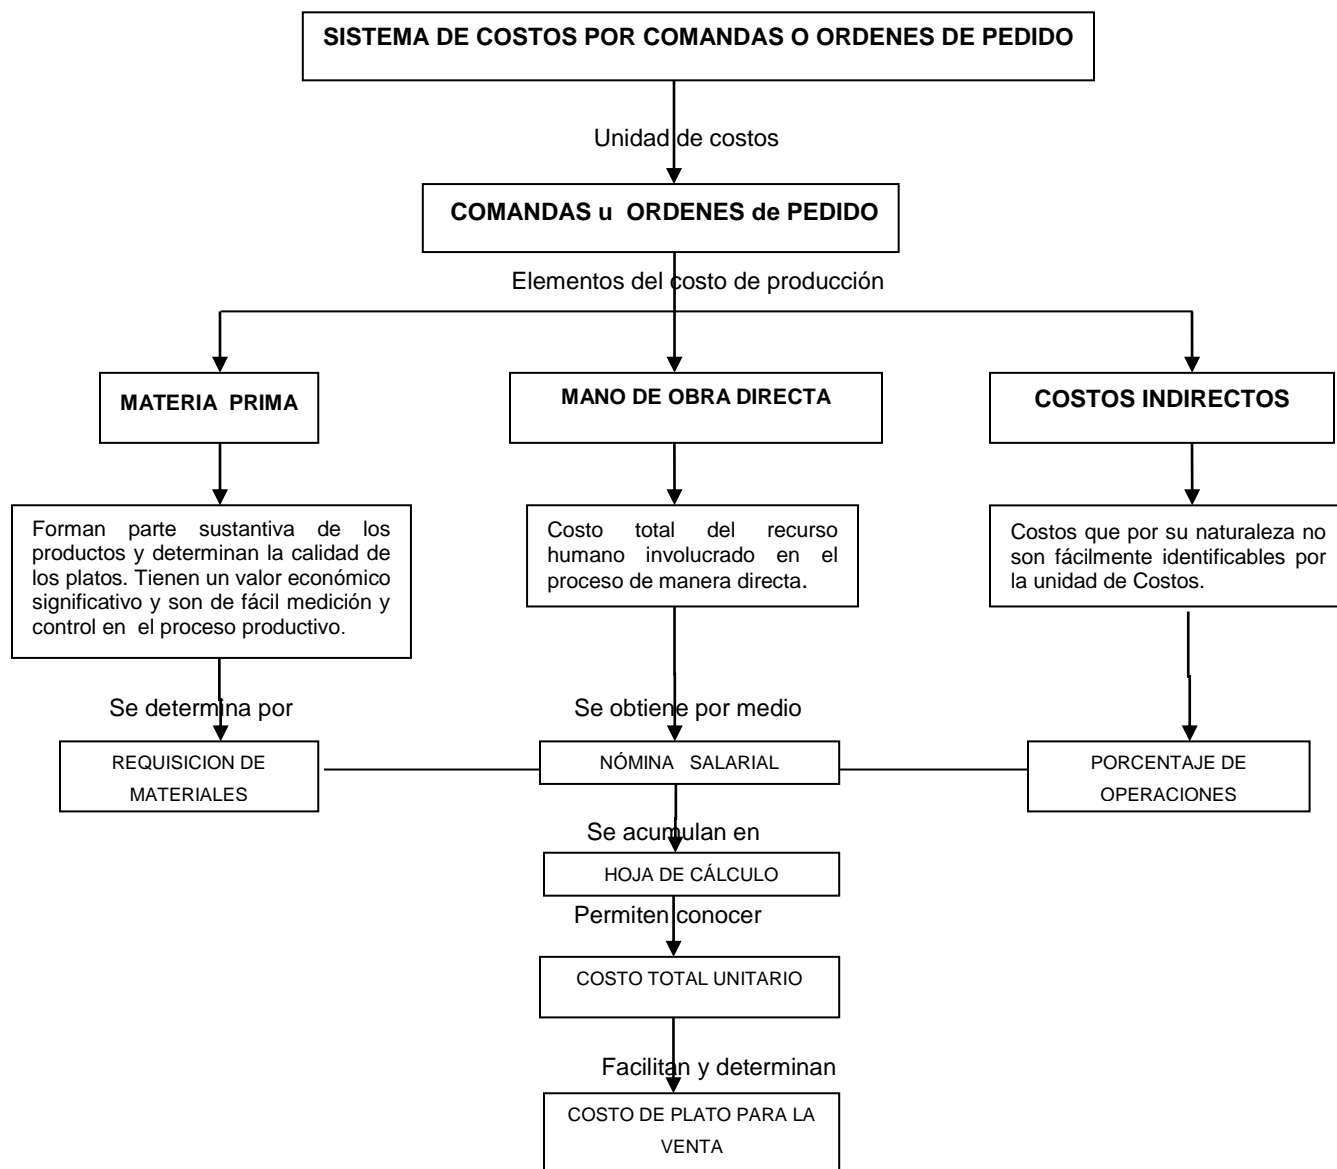 SISTEMA DE COSTOS POR COMANDAS O ORDENES DE PEDIDO
Unidad de costos
COMANDAS u ORDENES de PEDIDO
Elementos del costo de producción
MATERIA PRIMA
MANO DE OBRA DIRECTA
COSTOS INDIRECTOS
Forman parte sustantiva de los
productos y determinan la calidad de
los platos. Tienen un valor económico
significativo y son de fácil medición y
control en el proceso productivo.
Costo total del recurso
humano involucrado en el
proceso de manera directa.
Costos que por su naturaleza no
son fácilmente identificables por
la unidad de Costos.
Se determina por
Se obtiene por medio
REQUISICION DE
MATERIALES
NÓMINA SALARIAL
PORCENTAJE DE
OPERACIONES
Se acumulan en
HOJA DE CÁLCULO
Permiten conocer
COSTO TOTAL UNITARIO
Facilitan y determinan
COSTO DE PLATO PARA LA
VENTA